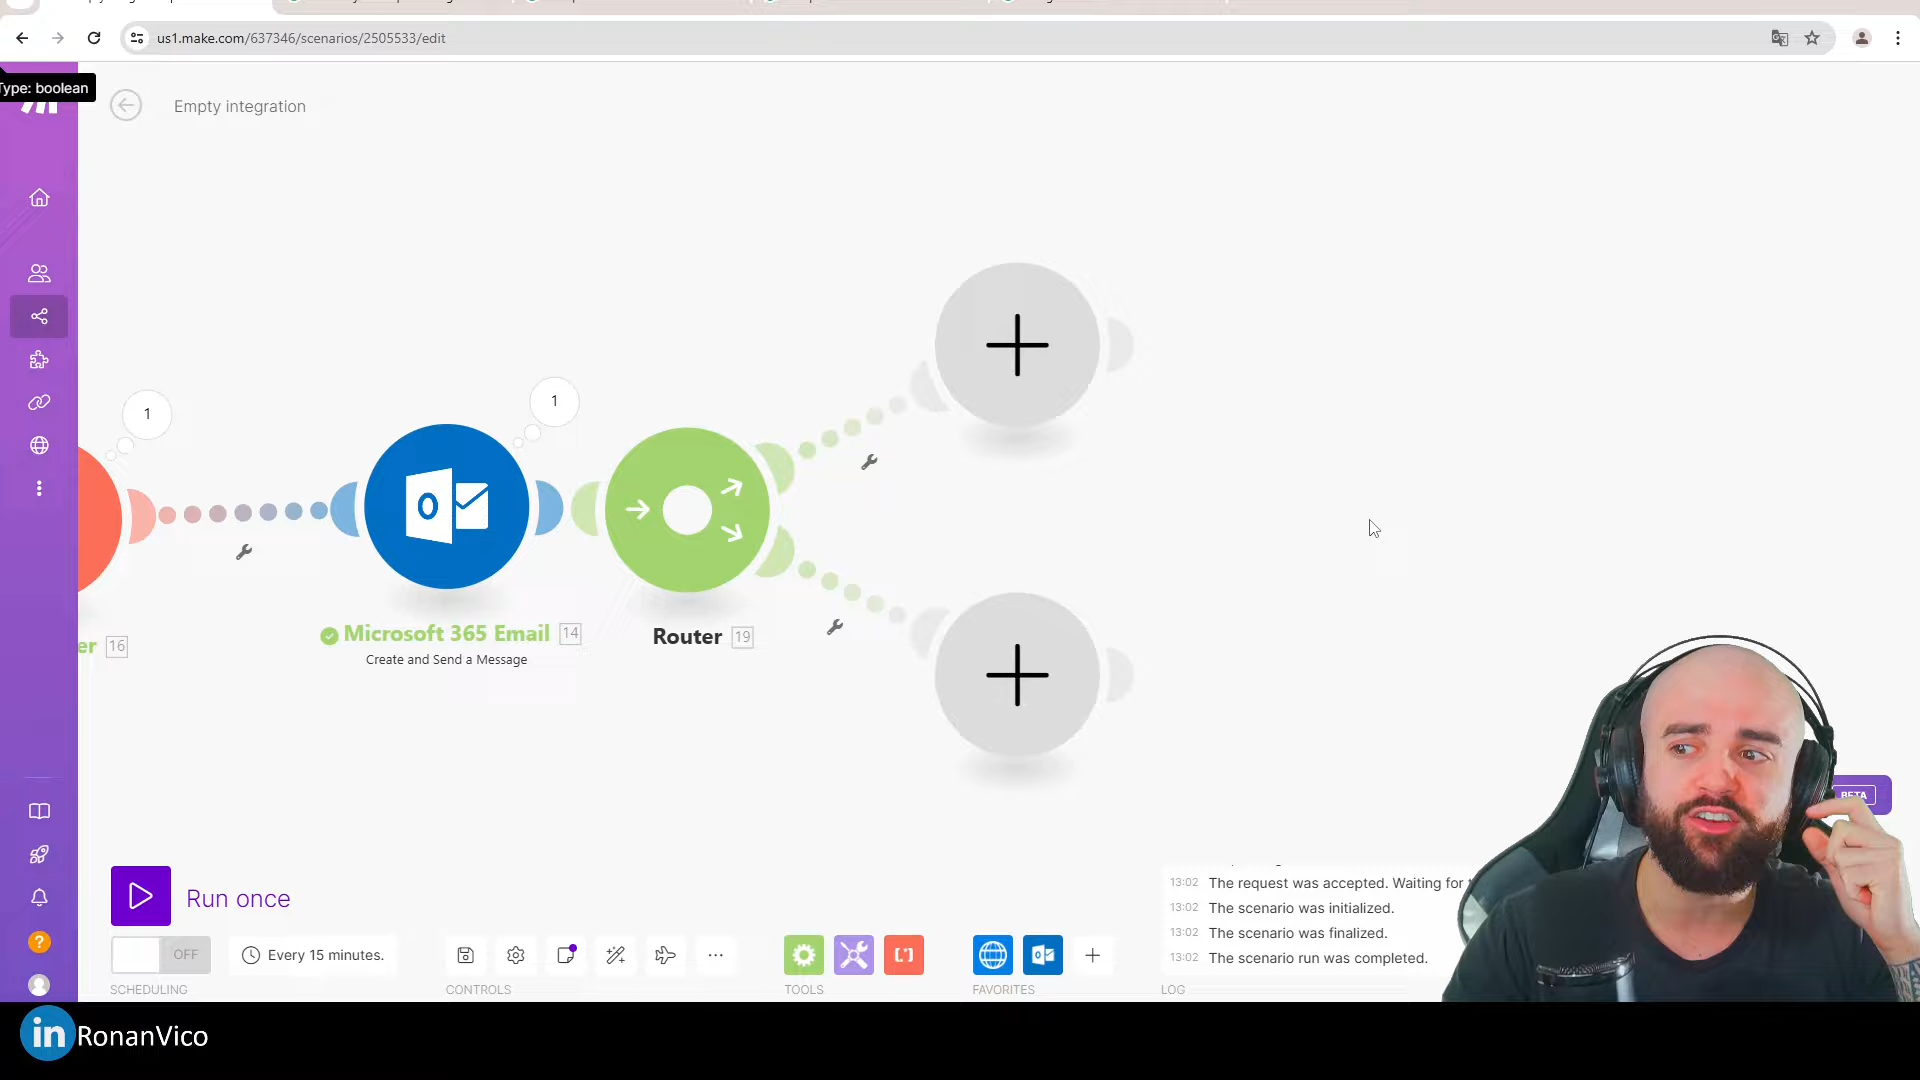 us1.make.com/637346/scenarios/2505533/edit
Type: boolean
Empty integration
1
1
er 16
Microsoft 365 Email 14
Create and Send a Message
Router 19
BETA
Run once
OFF
Every 15 minutes.
SCHEDULING
CONTROLS
TOOLS
FAVORITES
LOG
13:02 The request was accepted. Waiting for
13:02 The scenario was initialized.
13:02 The scenario was finalized.
13:02 The scenario run was completed.
in RonanVico